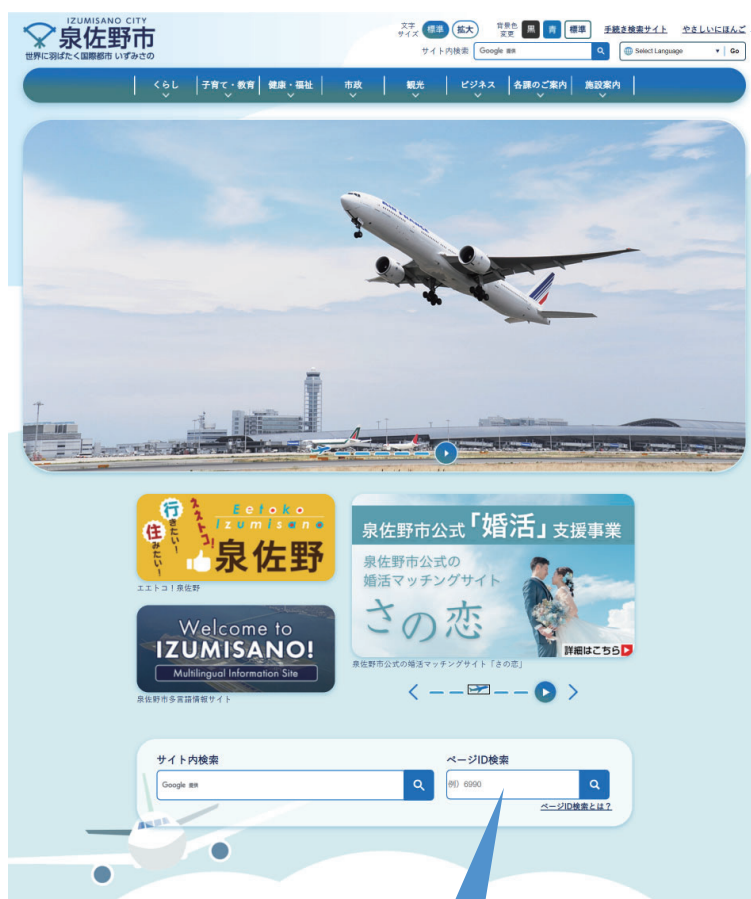 IZUMISANO CITY
泉佐野市
世界に羽ばたく国際都市 いずみさの
文字サイズ 標準 拡大 背景色変更 黒 青 標準 手続き検索サイト やさしいにほんご
サイト内検索 Google 提供 Select Language ▼ Go
くらし 子育て・教育 健康・福祉 市政 観光 ビジネス 各課のご案内 施設案内
AIR FRANCE
行きたい!
住みたい!
ええトコ!
Eetoko
Izumisano
泉佐野
エエトコ!泉佐野
泉佐野市公式「婚活」支援事業
泉佐野市公式の
婚活マッチングサイト
さの恋
詳細はこちら
泉佐野市公式の婚活マッチングサイト「さの恋」
Welcome to
IZUMISANO!
Multilingual Information Site
泉佐野市多言語情報サイト
サイト内検索
Google 提供
ページID検索
例) 6990
ページID検索とは?